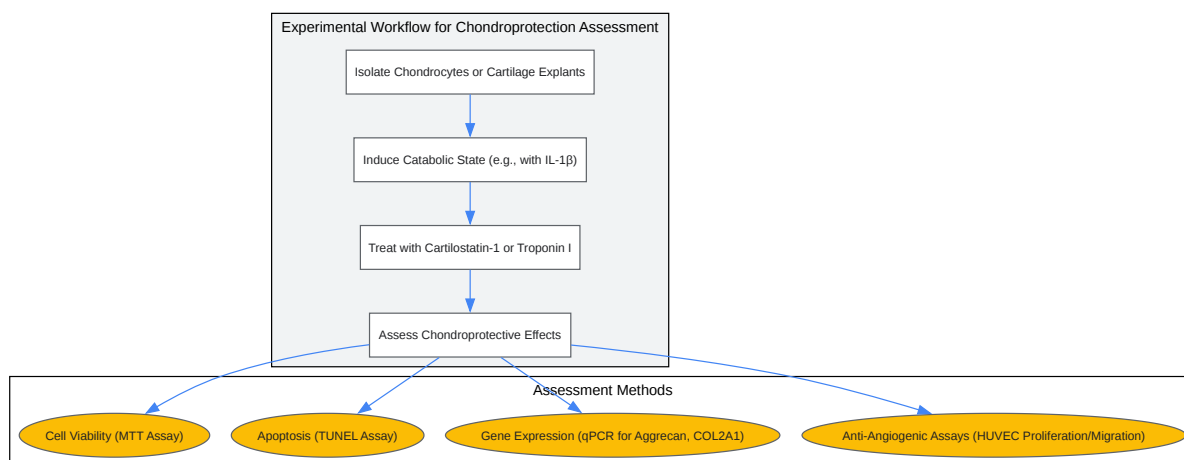 Experimental Workflow for Chondroprotection Assessment
Isolate Chondrocytes or Cartilage Explants
Induce Catabolic State (e.g., with IL-1β)
Treat with Cartilostatin-1 or Troponin I
Assess Chondroprotective Effects
Assessment Methods
Cell Viability (MTT Assay)
Apoptosis (TUNEL Assay)
Gene Expression (qPCR for Aggrecan, COL2A1)
Anti-Angiogenic Assays (HUVEC Proliferation/Migration)